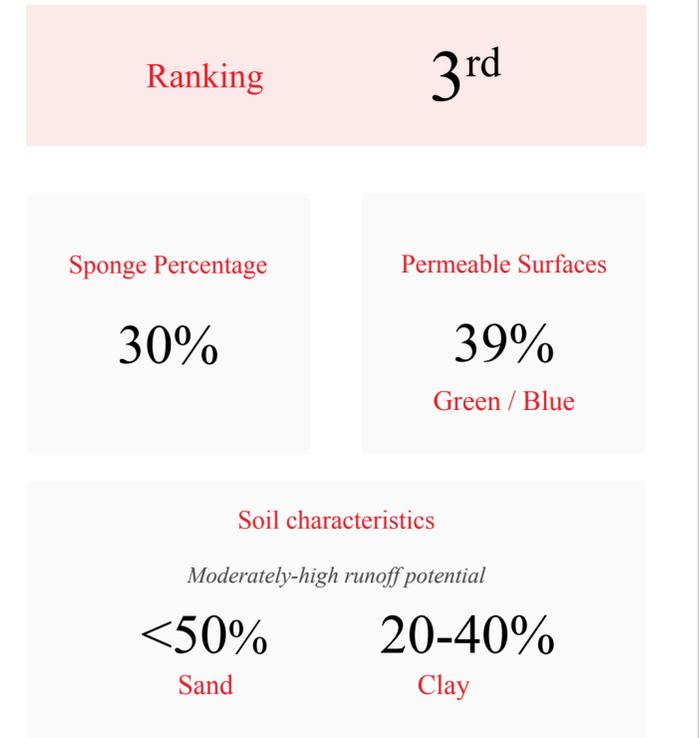 Ranking 3rd
Sponge Percentage
30%
Permeable Surfaces
39%
Green / Blue
Soil characteristics
Moderately-high runoff potential
<50% 20-40%
Sand Clay